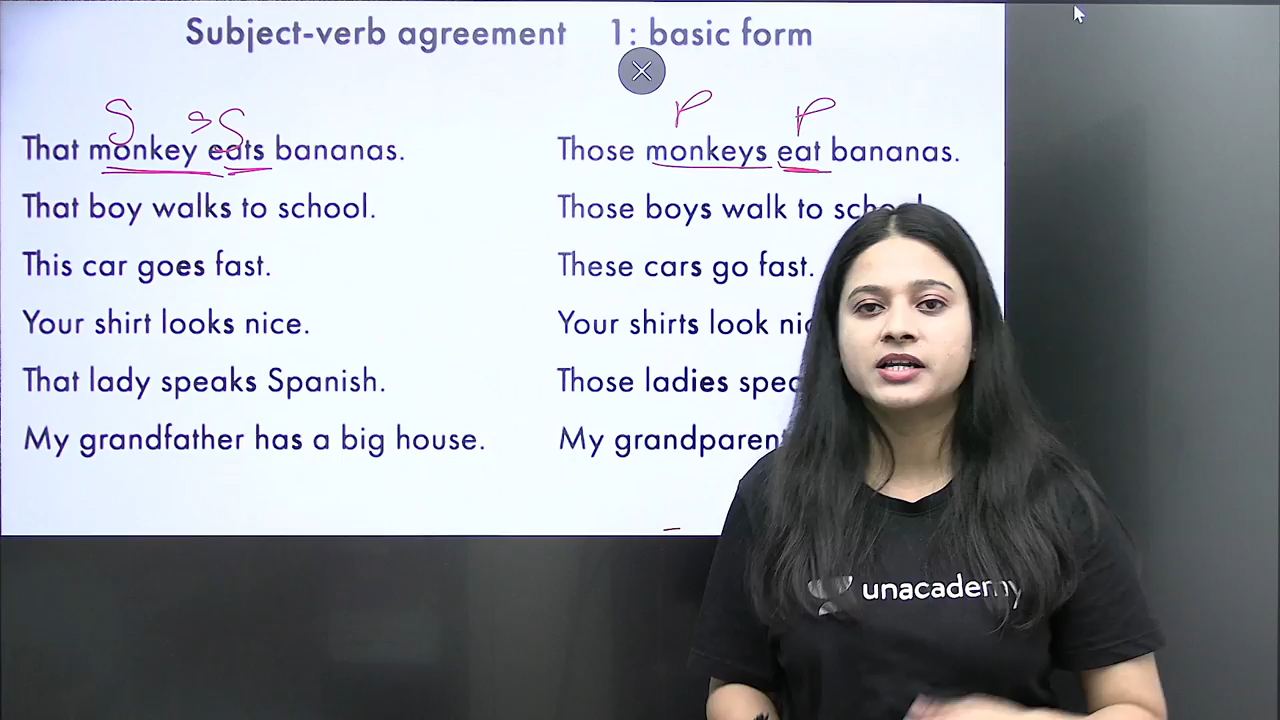 Subject-verb agreement 1: basic form
S S P P
That monkey eats bananas. Those monkeys eat bananas.
That boy walks to school. Those boys walk to
This car goes fast. These cars go fast.
Your shirt looks nice. Your shirts look
That lady speaks Spanish. Those ladies
My grandfather has a big house. My
unacademy